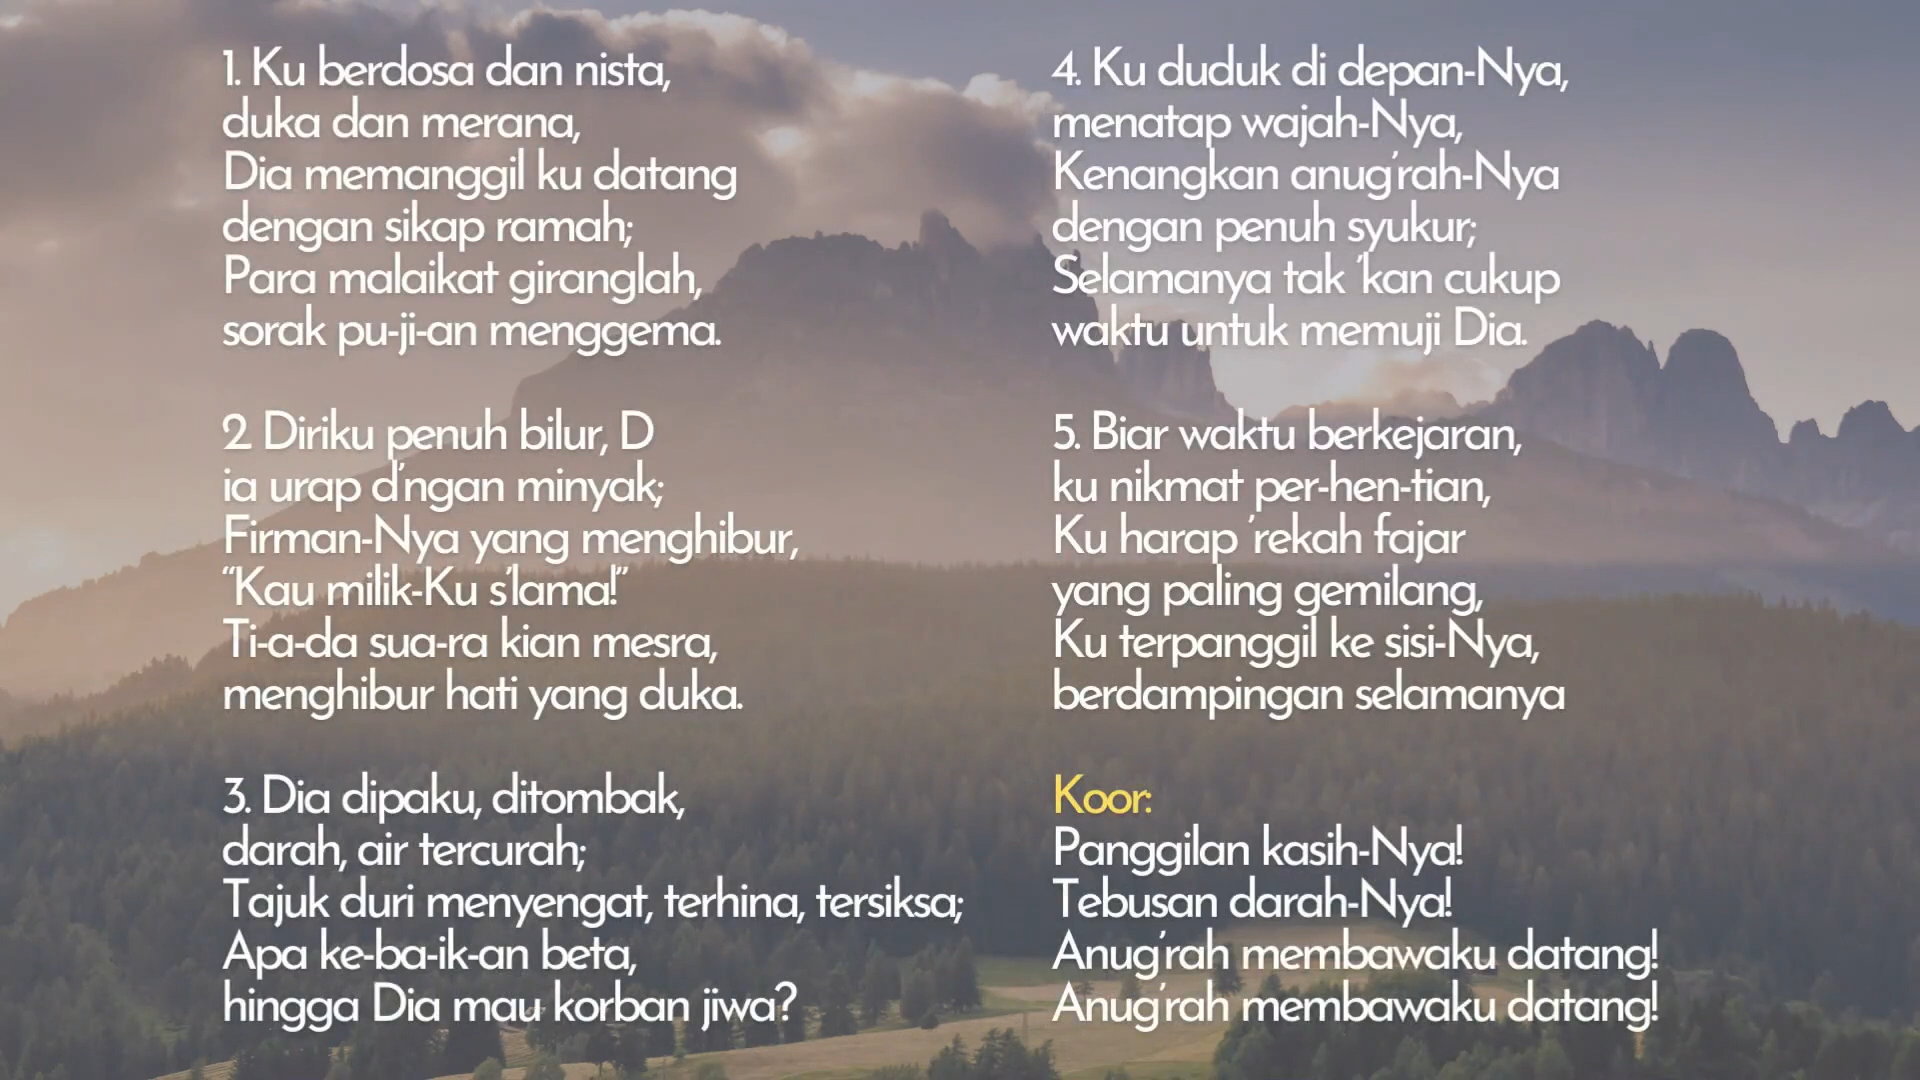 1. Ku berdosa dan nista,
duka dan merana,
Dia memanggil ku datang
dengan sikap ramah;
Para malaikat giranglah,
sorak pu-ji-an menggema.
2. Diriku penuh bilur, D
ia urap d'ngan minyak;
Firman-Nya yang menghibur,
“Kau milik-Ku s'lama!”
Ti-a-da sua-ra kian mesra,
menghibur hati yang duka.
3. Dia dipaku, ditombak,
darah, air tercurah;
Tajuk duri menyengat, terhina, tersiksa;
Apa ke-ba-ik-an beta,
hingga Dia mau korban jiwa?
4. Ku duduk di depan-Nya,
menatap wajah-Nya,
Kenangkan anug'rah-Nya
dengan penuh syukur;
Selamanya tak 'kan cukup
waktu untuk memuji Dia.
5. Biar waktu berkejaran,
ku nikmat per-hen-tian,
Ku harap 'rekah fajar
yang paling gemilang,
Ku terpanggil ke sisi-Nya,
berdampingan selamanya
Koor:
Panggilan kasih-Nya!
Tebusan darah-Nya!
Anug'rah membawaku datang!
Anug'rah membawaku datang!